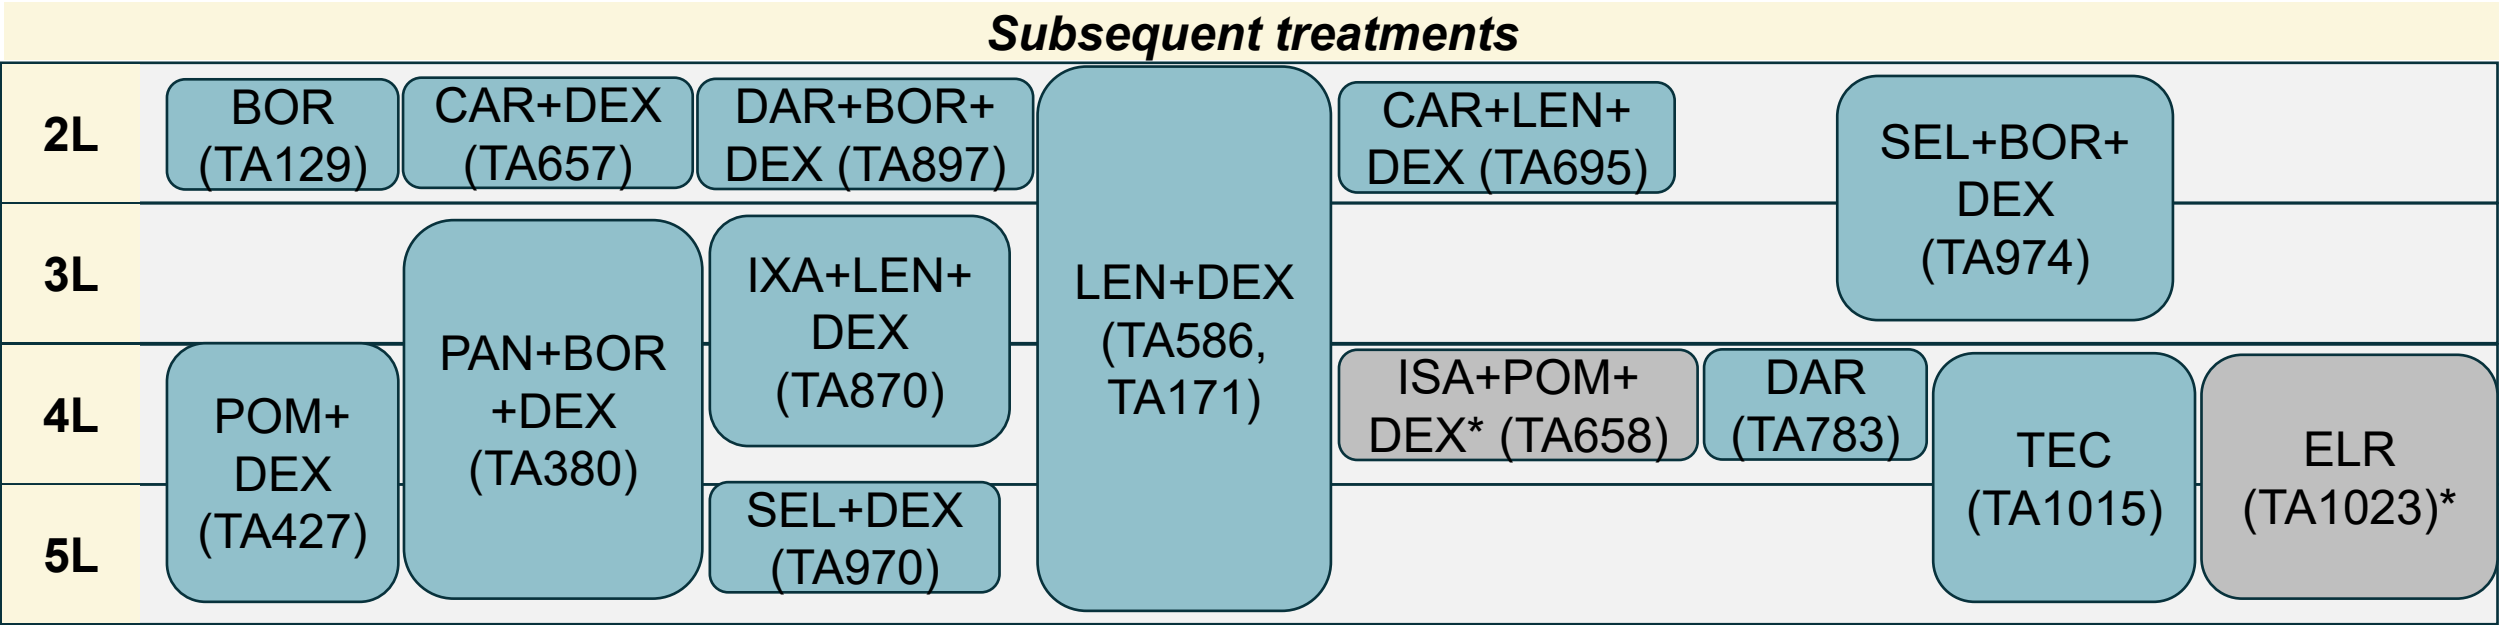 Subsequent treatments
2L
BOR
(TA129)
CAR+DEX
(TA657)
DAR+BOR+
DEX (TA897)
LEN+DEX
(TA586,
TA171)
CAR+LEN+
DEX (TA695)
SEL+BOR+
DEX
(TA974)
3L
PAN+BOR
+DEX
(TA380)
IXA+LEN+
DEX
(TA870)
4L
POM+
DEX
(TA427)
ISA+POM+
DEX* (TA658)
DAR
(TA783)
TEC
(TA1015)
ELR
(TA1023)*
5L
SEL+DEX
(TA970)